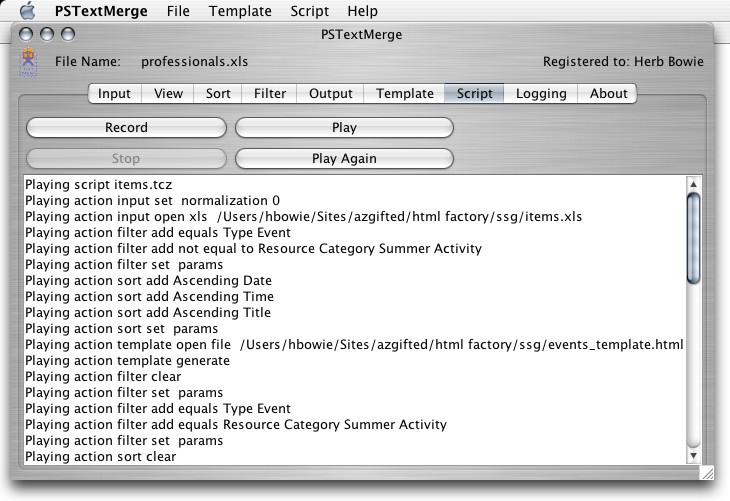 PSTextMerge File Template Script Help
PSTextMerge
File Name: professionals.xls Registered to: Herb Bowie
Input View Sort Filter Output Template Script Logging About
Record Play
Stop Play Again
Playing script items.tcz
Playing action input set  normalization 0
Playing action input open xls  /Users/hbowie/Sites/azgifted/html factory/ssg/items.xls
Playing action filter add equals Type Event
Playing action filter add not equal to Resource Category Summer Activity
Playing action filter set  params
Playing action sort add Ascending Date
Playing action sort add Ascending Time
Playing action sort add Ascending Title
Playing action sort set  params
Playing action template open file  /Users/hbowie/Sites/azgifted/html factory/ssg/events_template.html
Playing action template generate
Playing action filter clear
Playing action filter set  params
Playing action filter add equals Type Event
Playing action filter add equals Resource Category Summer Activity
Playing action filter set  params
Playing action sort clear